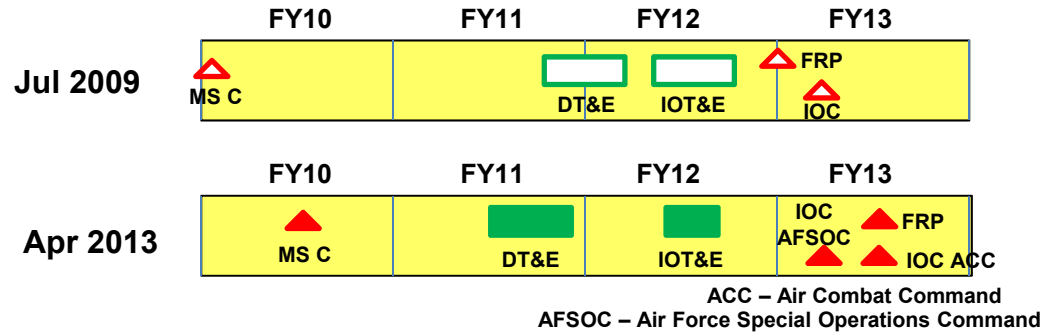 FY10 FY11 FY12 FY13
Jul 2009
MS C
DT&E
IOT&E
FRP
IOC
FY10 FY11 FY12 FY13
Apr 2013
MS C
DT&E
IOT&E
IOC
AFSOC
FRP
IOC ACC
ACC – Air Combat Command
AFSOC – Air Force Special Operations Command